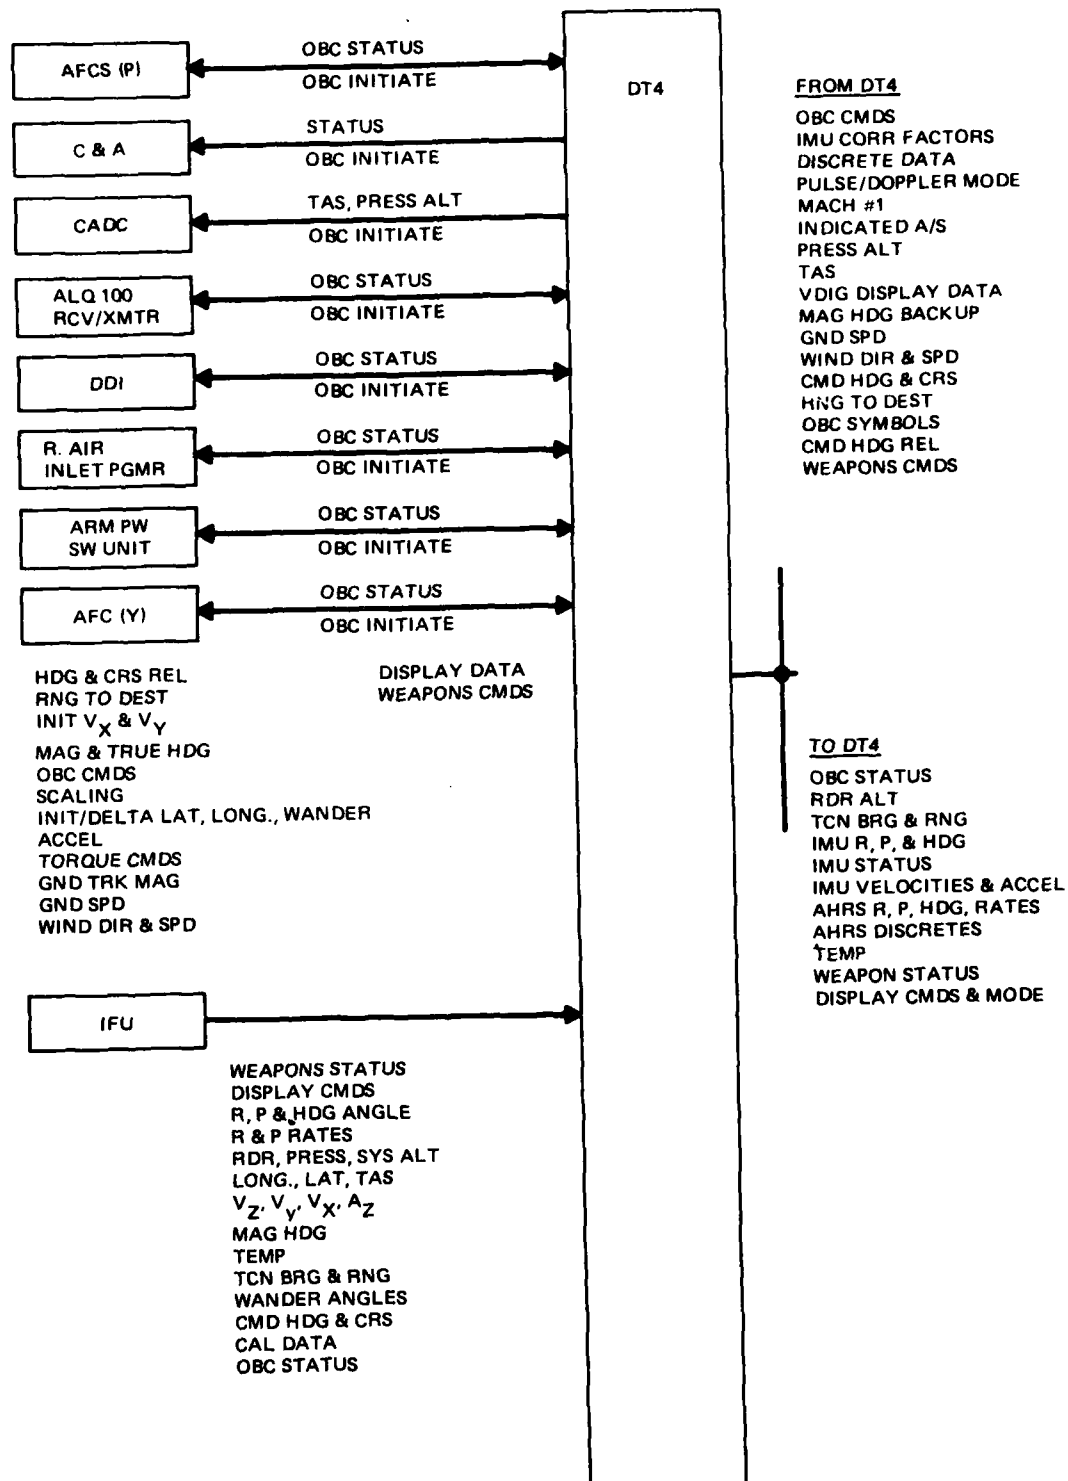 AFCS (P)
OBC STATUS
OBC INITIATE
C & A
STATUS
OBC INITIATE
CADC
TAS, PRESS ALT
OBC INITIATE
ALQ 100
RCV/XMTR
OBC STATUS
OBC INITIATE
DDI
OBC STATUS
OBC INITIATE
R. AIR
INLET PGMR
OBC STATUS
OBC INITIATE
ARM PW
SW UNIT
OBC STATUS
OBC INITIATE
AFC (Y)
OBC STATUS
OBC INITIATE
HDG & CRS REL
RNG TO DEST
INIT VX & VY
MAG & TRUE HDG
OBC CMDS
SCALING
INIT/DELTA LAT, LONG., WANDER
ACCEL
TORQUE CMDS
GND TRK MAG
GND SPD
WIND DIR & SPD
DISPLAY DATA
WEAPONS CMDS
IFU
WEAPONS STATUS
DISPLAY CMDS
R, P & HDG ANGLE
R & P RATES
RDR, PRESS, SYS ALT
LONG., LAT, TAS
VZ, Vy, VX, AZ
MAG HDG
TEMP
TCN BRG & RNG
WANDER ANGLES
CMD HDG & CRS
CAL DATA
OBC STATUS
DT4
FROM DT4
OBC CMDS
IMU CORR FACTORS
DISCRETE DATA
PULSE/DOPPLER MODE
MACH #1
INDICATED A/S
PRESS ALT
TAS
VDIG DISPLAY DATA
MAG HDG BACKUP
GND SPD
WIND DIR & SPD
CMD HDG & CRS
HNG TO DEST
OBC SYMBOLS
CMD HDG REL
WEAPONS CMDS
TO DT4
OBC STATUS
RDR ALT
TCN BRG & RNG
IMU R, P, & HDG
IMU STATUS
IMU VELOCITIES & ACCEL
AHRS R, P, HDG, RATES
AHRS DISCRETES
TEMP
WEAPON STATUS
DISPLAY CMDS & MODE